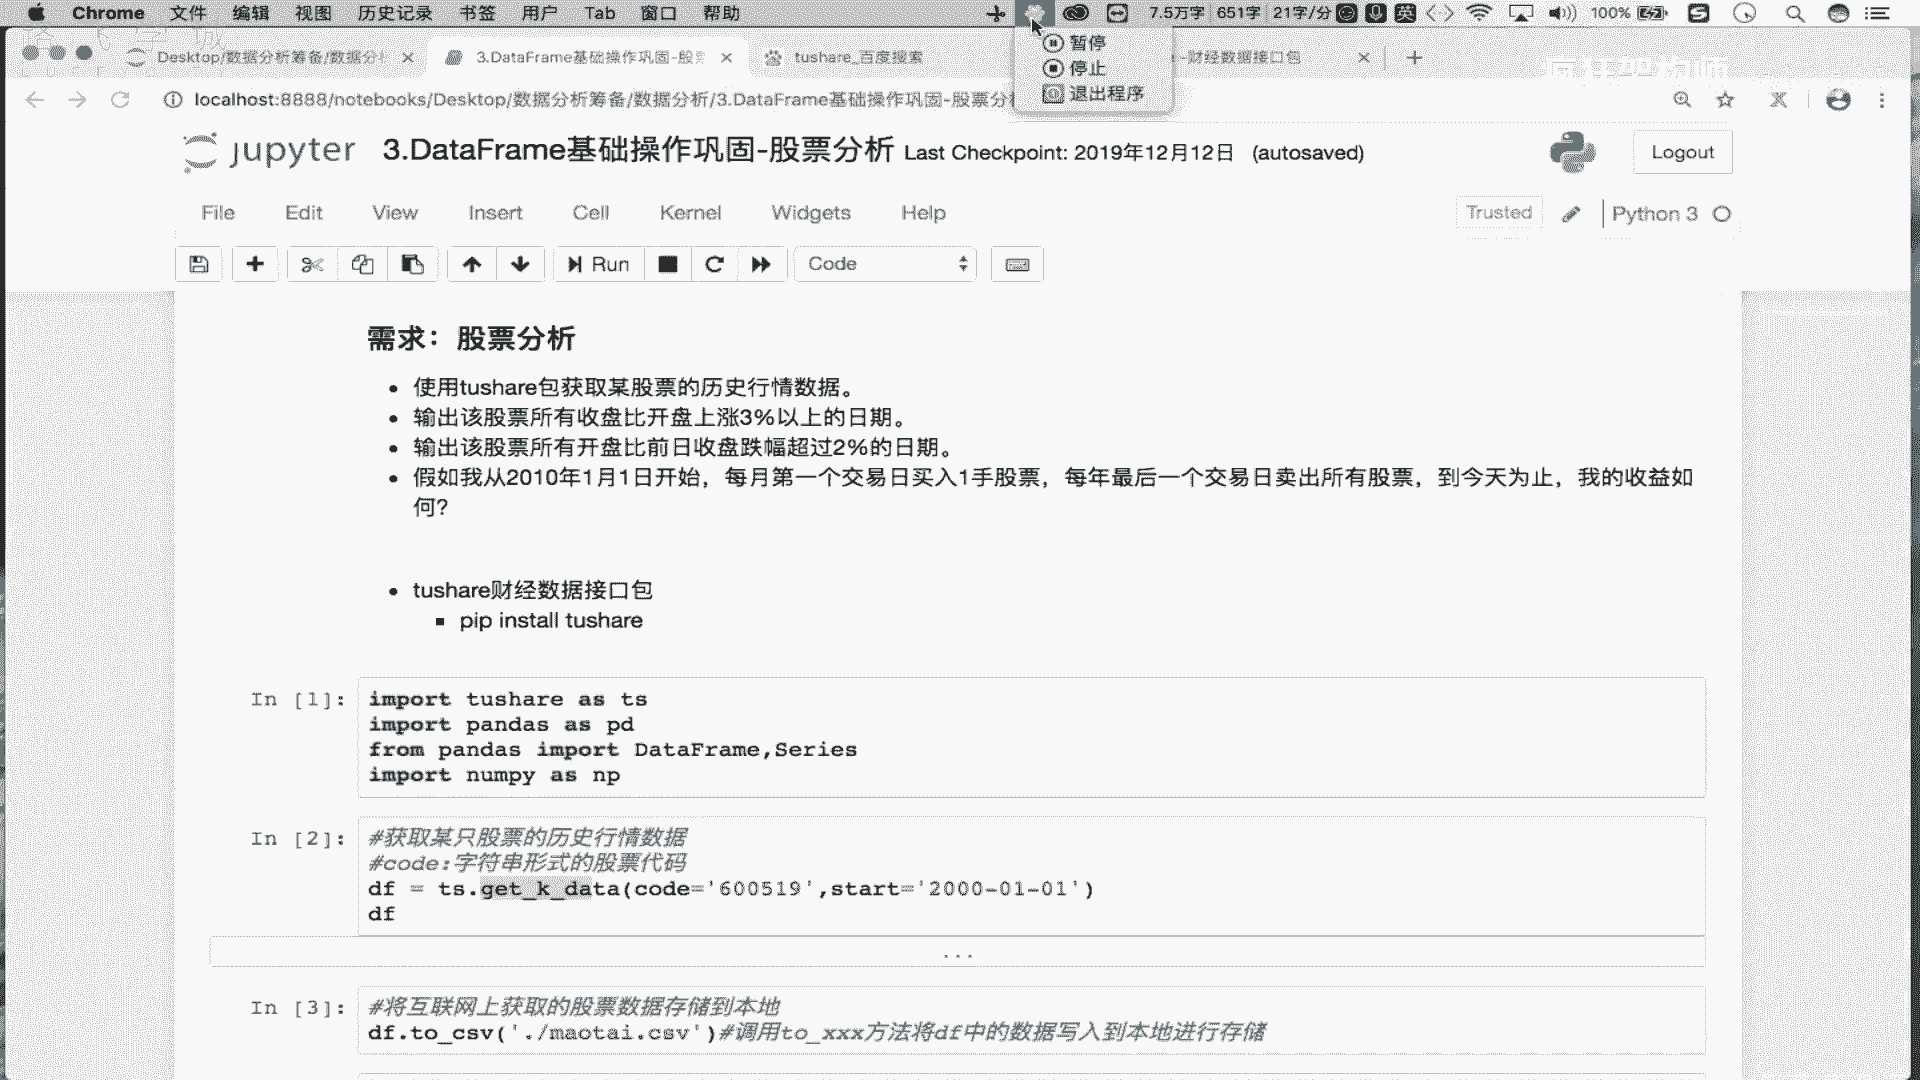 Chrome 文件 编辑 视图 历史记录 书签 用户 Tab 窗口 帮助 7.5万字 651字 21字/分 英 100%
暂停
停止
退出程序
Desktop/数据分析筹备/数据分析 3.DataFrame基础操作巩固-股票 tushare_百度搜索 -财经数据接口包
localhost:8888/notebooks/Desktop/数据分析筹备/数据分析/3.DataFrame基础操作巩固-股票分析
jupyter 3.DataFrame基础操作巩固-股票分析 Last Checkpoint: 2019年12月12日 (autosaved) Logout
File Edit View Insert Cell Kernel Widgets Help Trusted Python 3
Run Code
需求：股票分析
使用tushare包获取某股票的历史行情数据。
输出该股票所有收盘比开盘上涨3%以上的日期。
输出该股票所有开盘比前日收盘跌幅超过2%的日期。
假如我从2010年1月1日开始，每月第一个交易日买入1手股票，每年最后一个交易日卖出所有股票，到今天为止，我的收益如
何？
tushare财经数据接口包
pip install tushare
In [1]: import tushare as ts
import pandas as pd
from pandas import DataFrame,Series
import numpy as np
In [2]: #获取某只股票的历史行情数据
#code:字符串形式的股票代码
df = ts.get_k_data(code='600519',start='2000-01-01')
df
...
In [3]: #将互联网上获取的股票数据存储到本地
df.to_csv('./maotai.csv')#调用to_xxx方法将df中的数据写入到本地进行存储